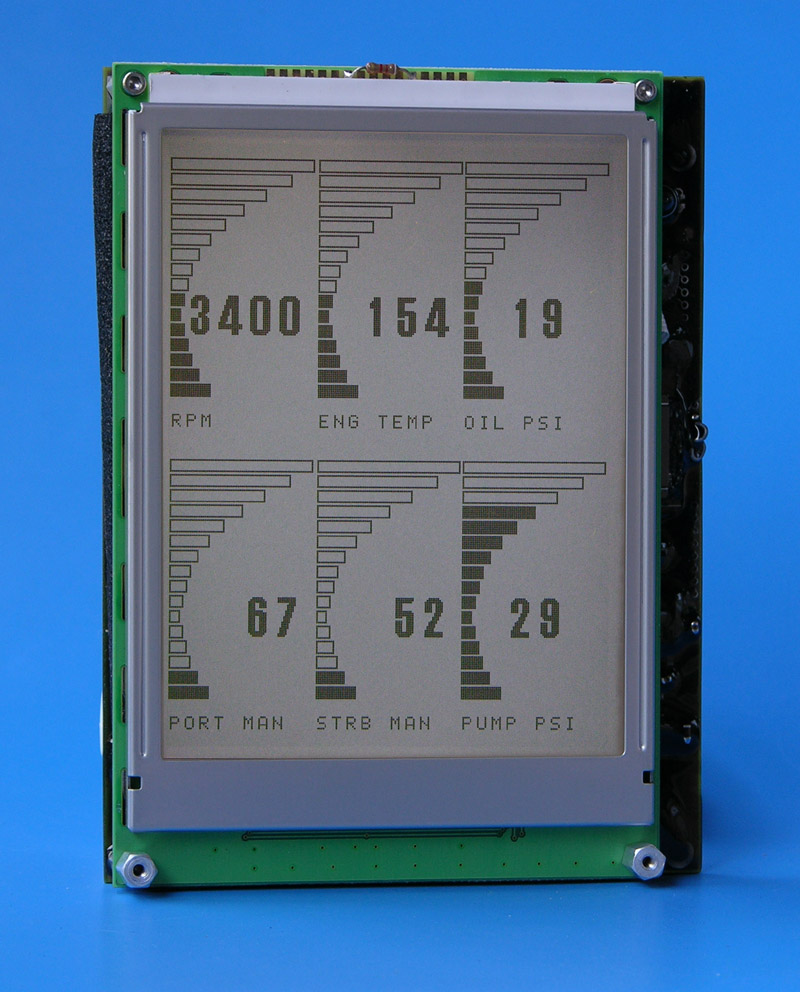 3400 154 19
RPM ENG TEMP OIL PSI
67 52 29
PORT MAN STRB MAN PUMP PSI